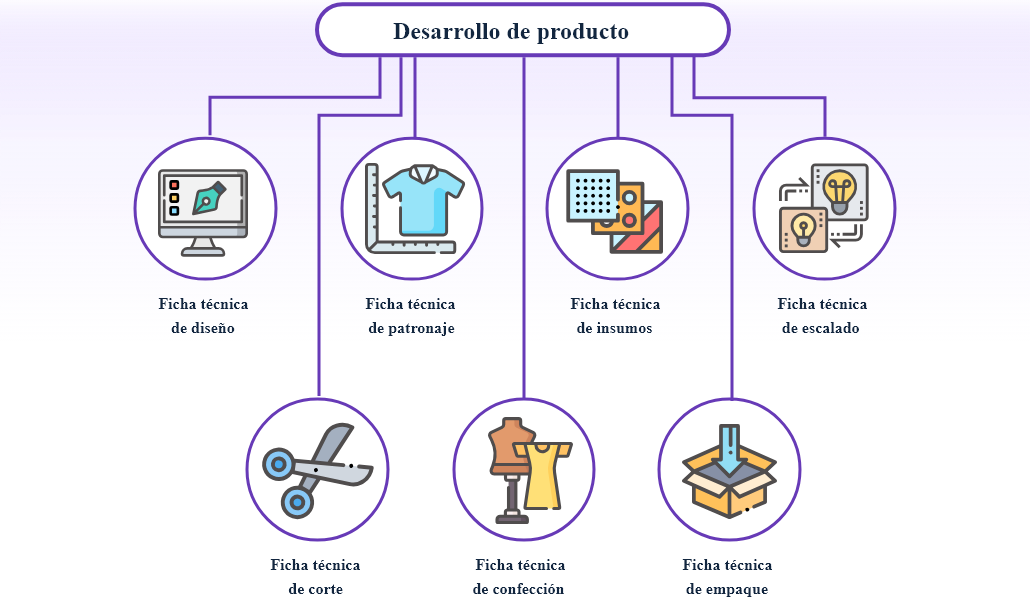 Desarrollo de producto
Ficha técnica
de diseño
Ficha técnica
de patronaje
Ficha técnica
de insumos
Ficha técnica
de escalado
Ficha técnica
de corte
Ficha técnica
de confección
Ficha técnica
de empaque